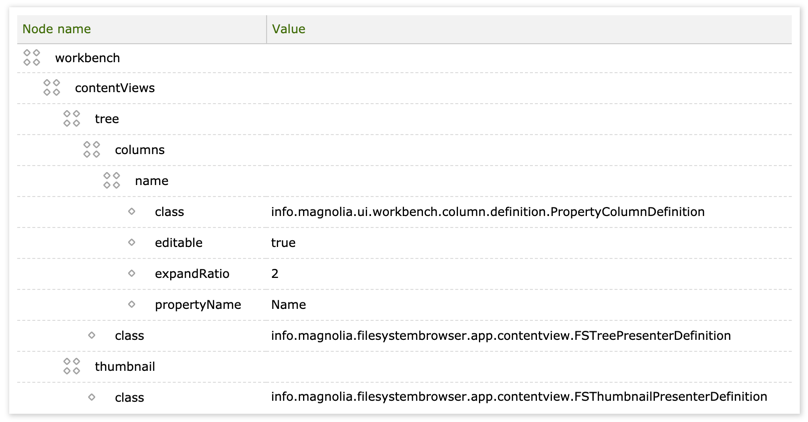 Node name Value
workbench
contentViews
tree
columns
name
class info.magnolia.ui.workbench.column.definition.PropertyColumnDefinition
editable true
expandRatio 2
propertyName Name
class info.magnolia.filesystembrowser.app.contentview.FSTreePresenterDefinition
thumbnail
class info.magnolia.filesystembrowser.app.contentview.FSThumbnailPresenterDefinition